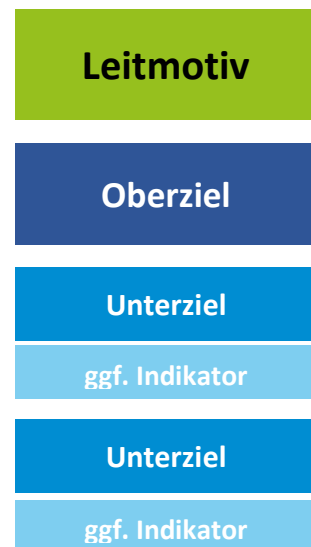 Leitmotiv
Oberziel
Unterziel
ggf. Indikator
Unterziel
ggf. Indikator